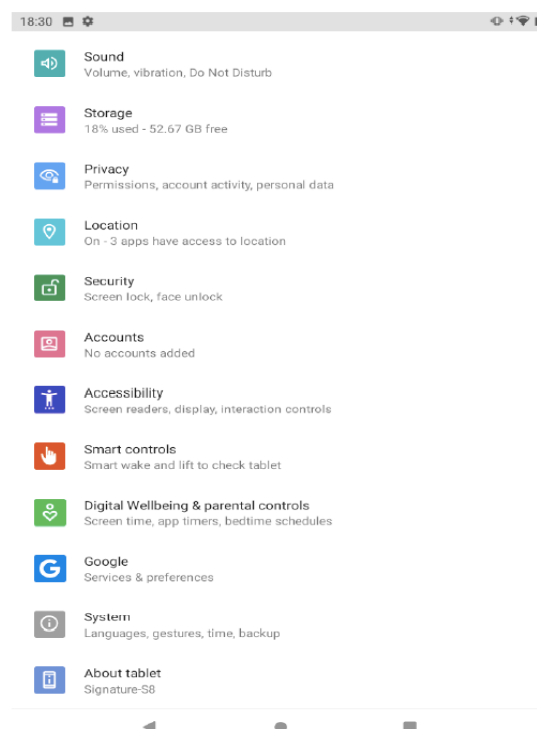 18:30
Sound
Volume, vibration, Do Not Disturb
Storage
18% used - 52.67 GB free
Privacy
Permissions, account activity, personal data
Location
On - 3 apps have access to location
Security
Screen lock, face unlock
Accounts
No accounts added
Accessibility
Screen readers, display, interaction controls
Smart controls
Smart wake and lift to check tablet
Digital Wellbeing & parental controls
Screen time, app timers, bedtime schedules
Google
Services & preferences
System
Languages, gestures, time, backup
About tablet
Signature-S8